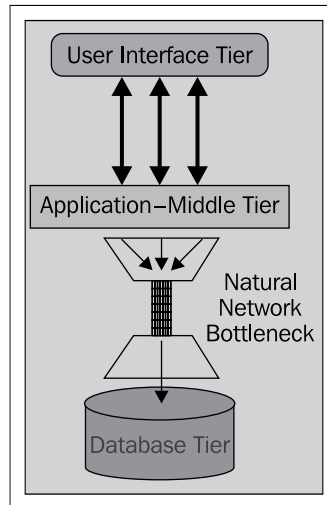 User Interface Tier
Application–Middle Tier
Natural
Network
Bottleneck
Database Tier